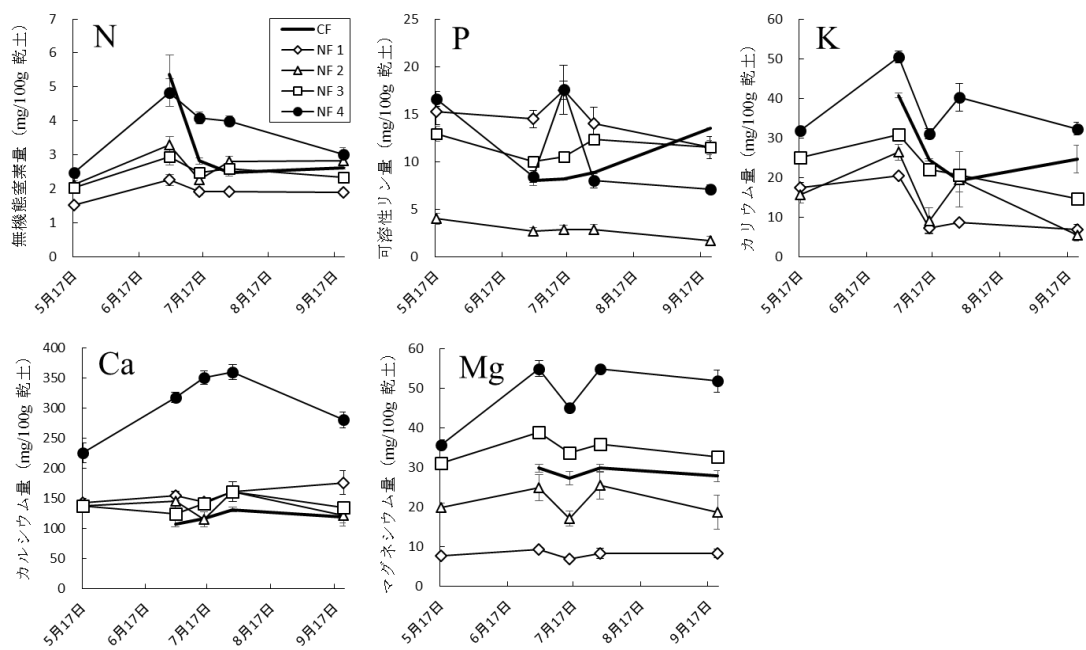 N
無機態窒素量（mg/100g 乾土）
7
6
5
4
3
2
1
0
5月17日
6月17日
7月17日
8月17日
9月17日
CF
NF 1
NF 2
NF 3
NF 4
P
可溶性リン量（mg/100g 乾土）
25
20
15
10
5
0
5月17日
6月17日
7月17日
8月17日
9月17日
K
カリウム量（mg/100g 乾土）
60
50
40
30
20
10
0
5月17日
6月17日
7月17日
8月17日
9月17日
Ca
カルシウム量（mg/100g 乾土）
400
350
300
250
200
150
100
50
0
5月17日
6月17日
7月17日
8月17日
9月17日
Mg
マグネシウム量（mg/100g 乾土）
60
50
40
30
20
10
0
5月17日
6月17日
7月17日
8月17日
9月17日